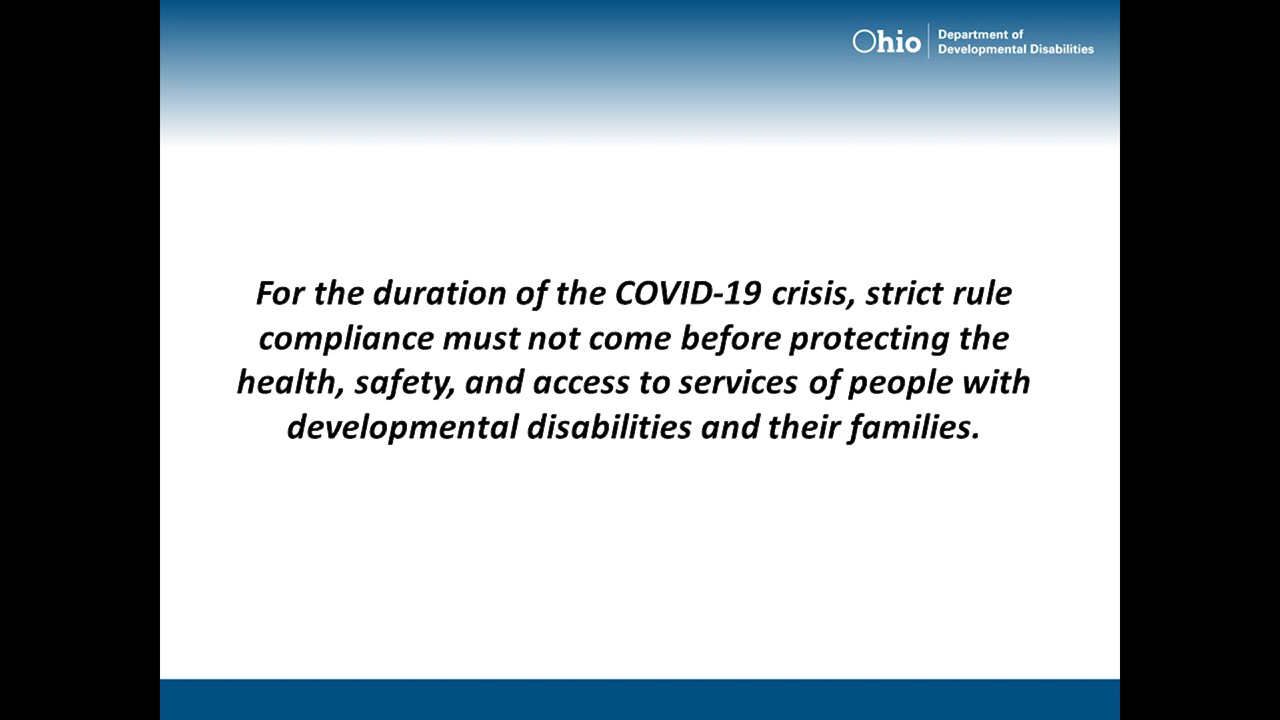 Ohio
Department of
Developmental Disabilities
For the duration of the COVID-19 crisis, strict rule
compliance must not come before protecting the
health, safety, and access to services of people with
developmental disabilities and their families.